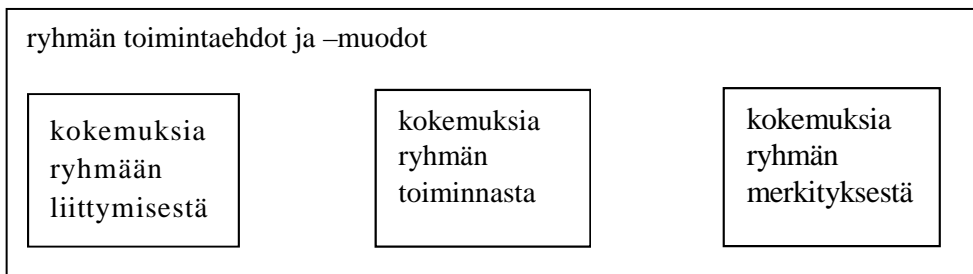 ryhmän toimintaehdot ja –muodot
kokemuksia
ryhmään
liittymisestä
kokemuksia
ryhmän
toiminnasta
kokemuksia
ryhmän
merkityksestä